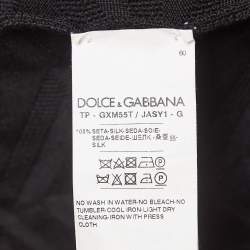 60
DOLCE & GABBANA
TP - GXM55T / JASY1 - G
*100% SETA-SILK-SEDA-SOIE-
SEDA-SEIDE-ШЕЛК-
SILK
NO WASH IN WATER-NO BLEACH-NO
TUMBLER-COOL IRON-LIGHT DRY
CLEANING-IRON WITH PRESS
CLOTH